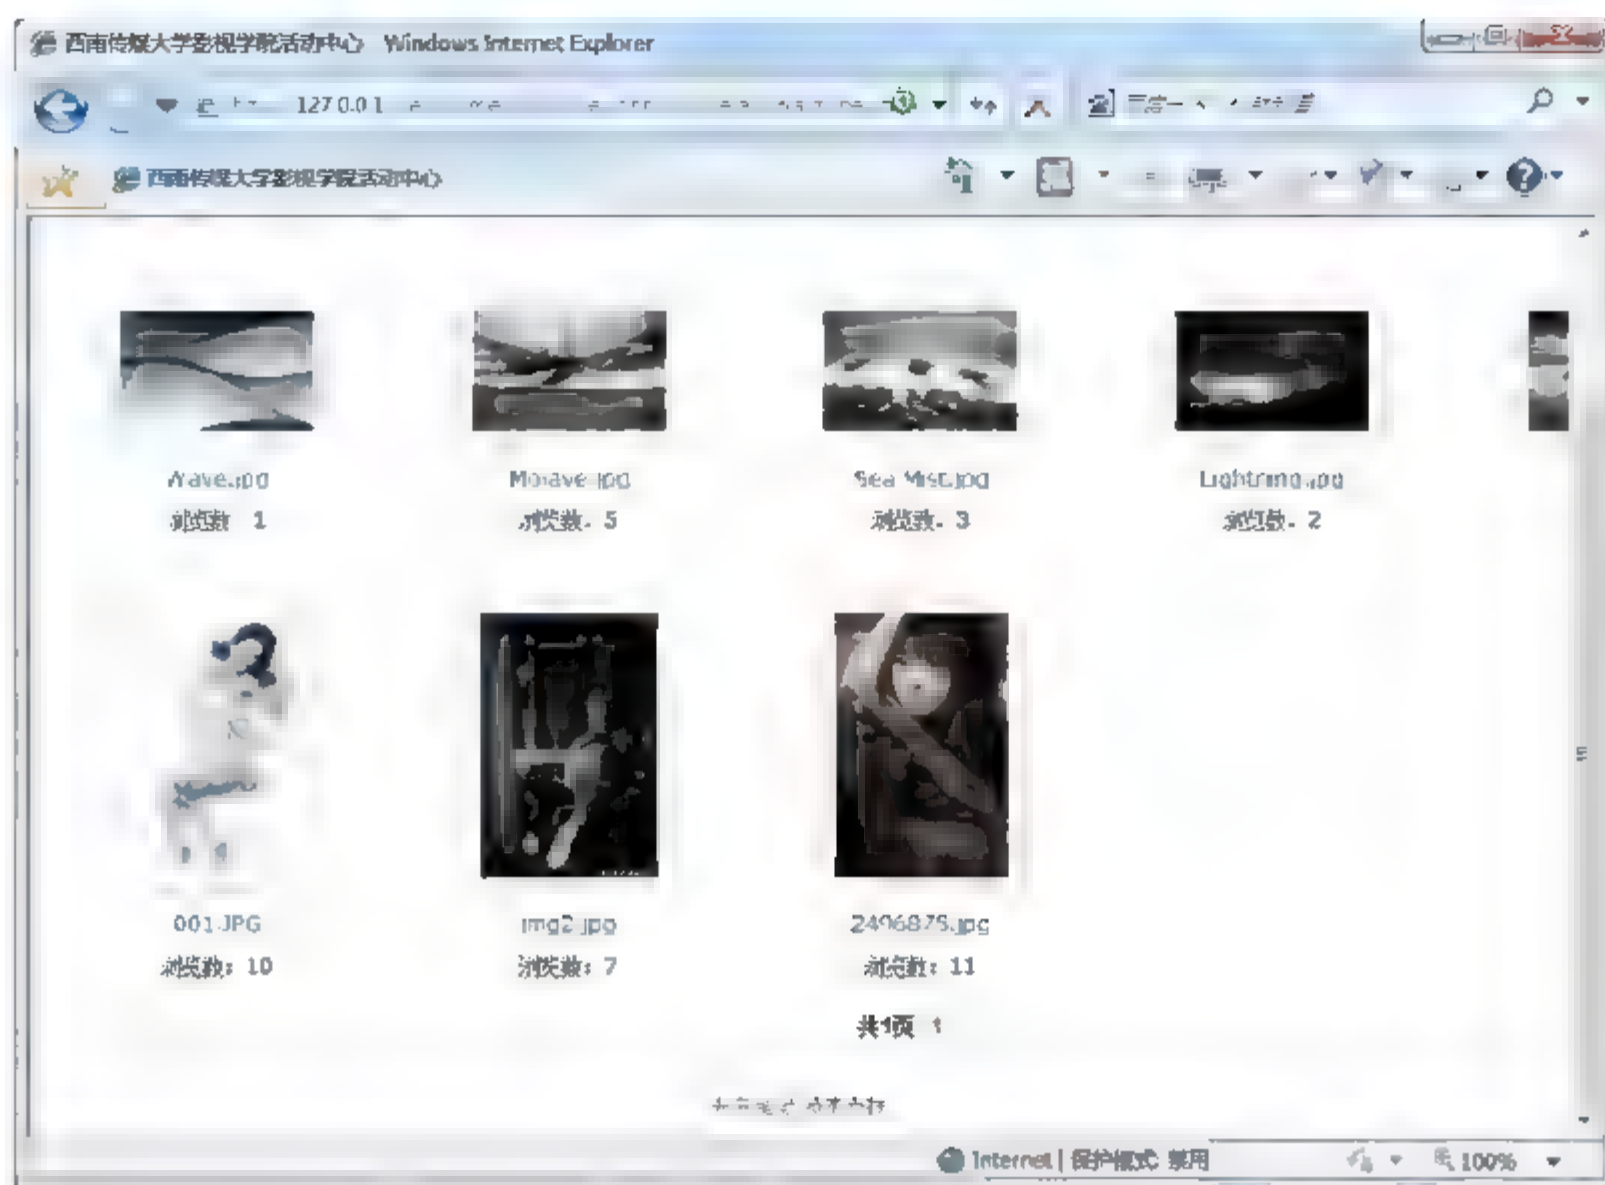 西南传媒大学影视学院活动中心 Windows Internet Explorer
127.0.0.1
西南传媒大学影视学院活动中心
Wave.jpg
Mojave.jpg
Sea Mist.jpg
Lightning.jpg
浏览数: 1
浏览数: 5
浏览数: 3
浏览数: 2
001.JPG
img2.jpg
2496875.jpg
浏览数: 10
浏览数: 7
浏览数: 11
共1页 1
Internet | 保护模式: 禁用
100%